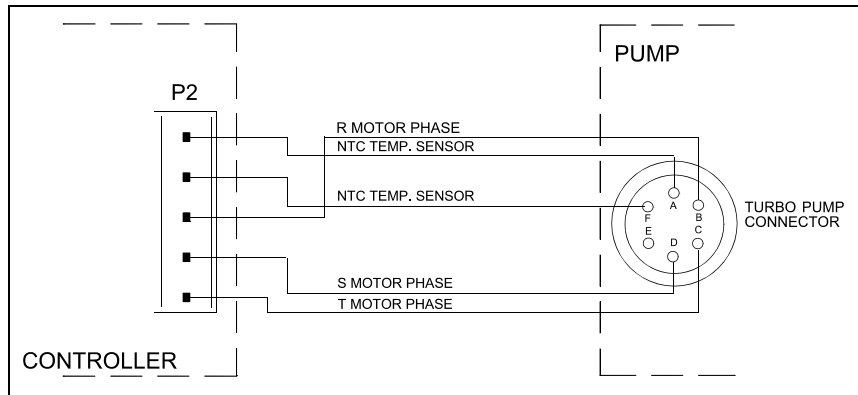 PUMP
P2
R MOTOR PHASE
NTC TEMP. SENSOR
NTC TEMP. SENSOR
A
B
F
TURBO PUMP
CONNECTOR
E
D
C
S MOTOR PHASE
T MOTOR PHASE
CONTROLLER